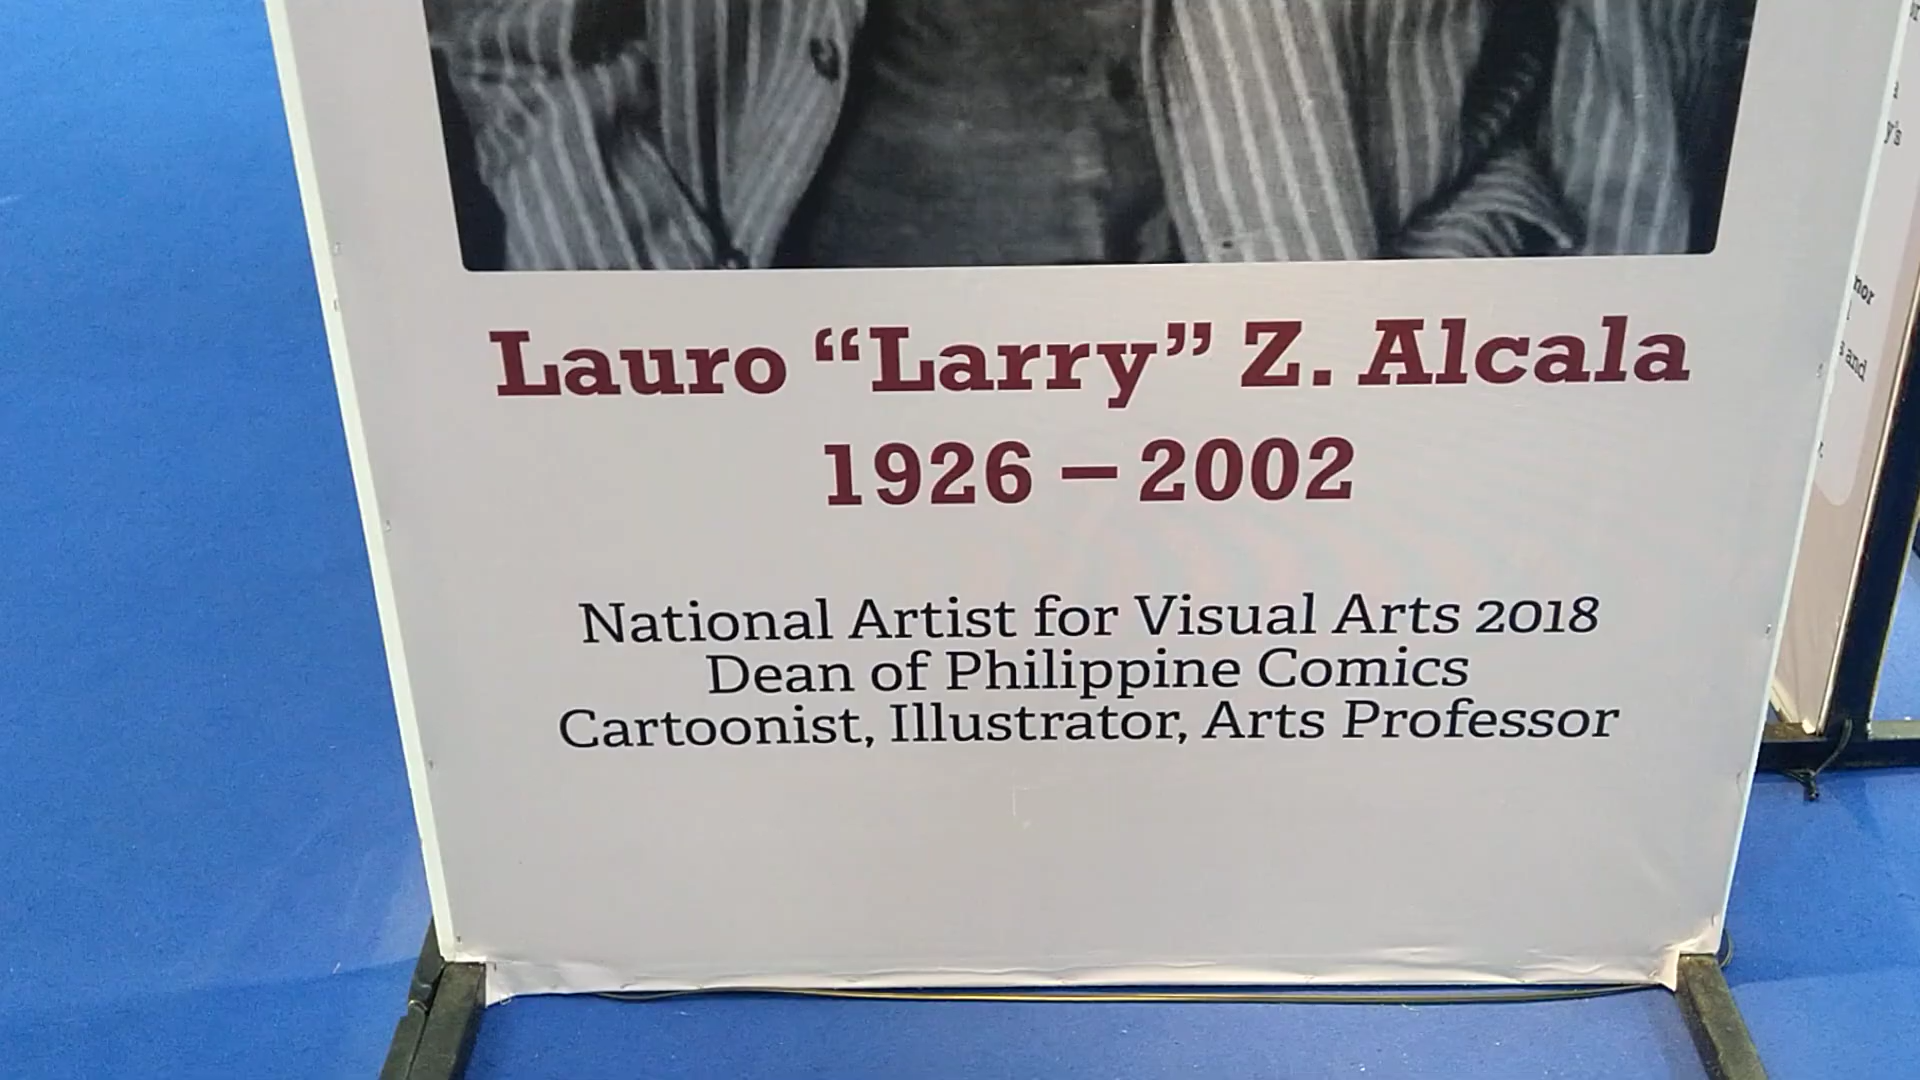 Lauro “Larry” Z. Alcala
1926 – 2002
National Artist for Visual Arts 2018
Dean of Philippine Comics
Cartoonist, Illustrator, Arts Professor
y's
and